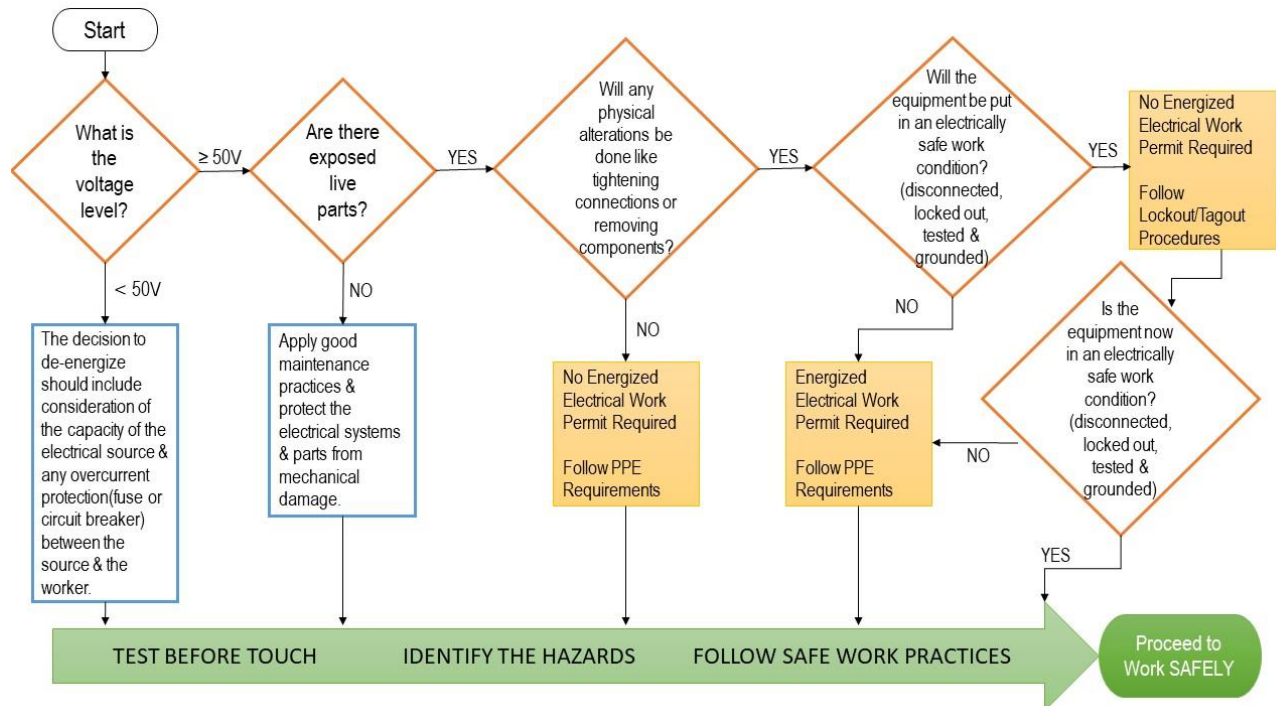 Start
What is
the
voltage
level?
≥ 50V
< 50V
The decision to
de-energize
should include
consideration of
the capacity of the
electrical source &
any overcurrent
protection(fuse or
circuit breaker)
between the
source & the
worker.
Are there
exposed
live
parts?
YES
NO
Apply good
maintenance
practices &
protect the
electrical systems
& parts from
mechanical
damage.
Will any
physical
alterations be
done like
tightening
connections or
removing
components?
YES
NO
No Energized
Electrical Work
Permit Required
Follow PPE
Requirements
Will the
equipment be put
in an electrically
safe work
condition?
(disconnected,
locked out,
tested &
grounded)
YES
NO
Energized
Electrical Work
Permit Required
Follow PPE
Requirements
No Energized
Electrical Work
Permit Required
Follow
Lockout/Tagout
Procedures
Is the
equipment now
in an electrically
safe work
condition?
(disconnected,
locked out,
tested &
grounded)
NO
YES
TEST BEFORE TOUCH
IDENTIFY THE HAZARDS
FOLLOW SAFE WORK PRACTICES
Proceed to
Work SAFELY